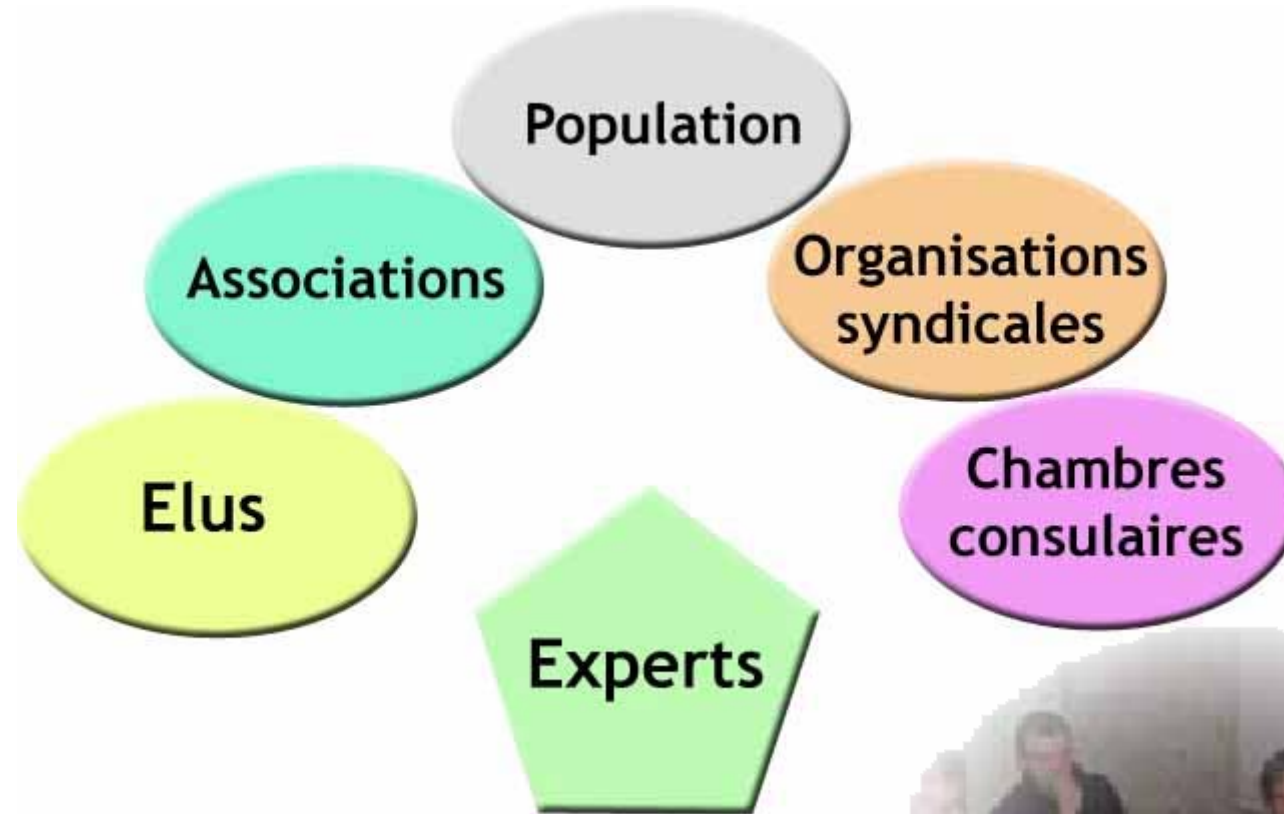 Population
Associations
Organisations
syndicales
Elus
Chambres
consulaires
Experts